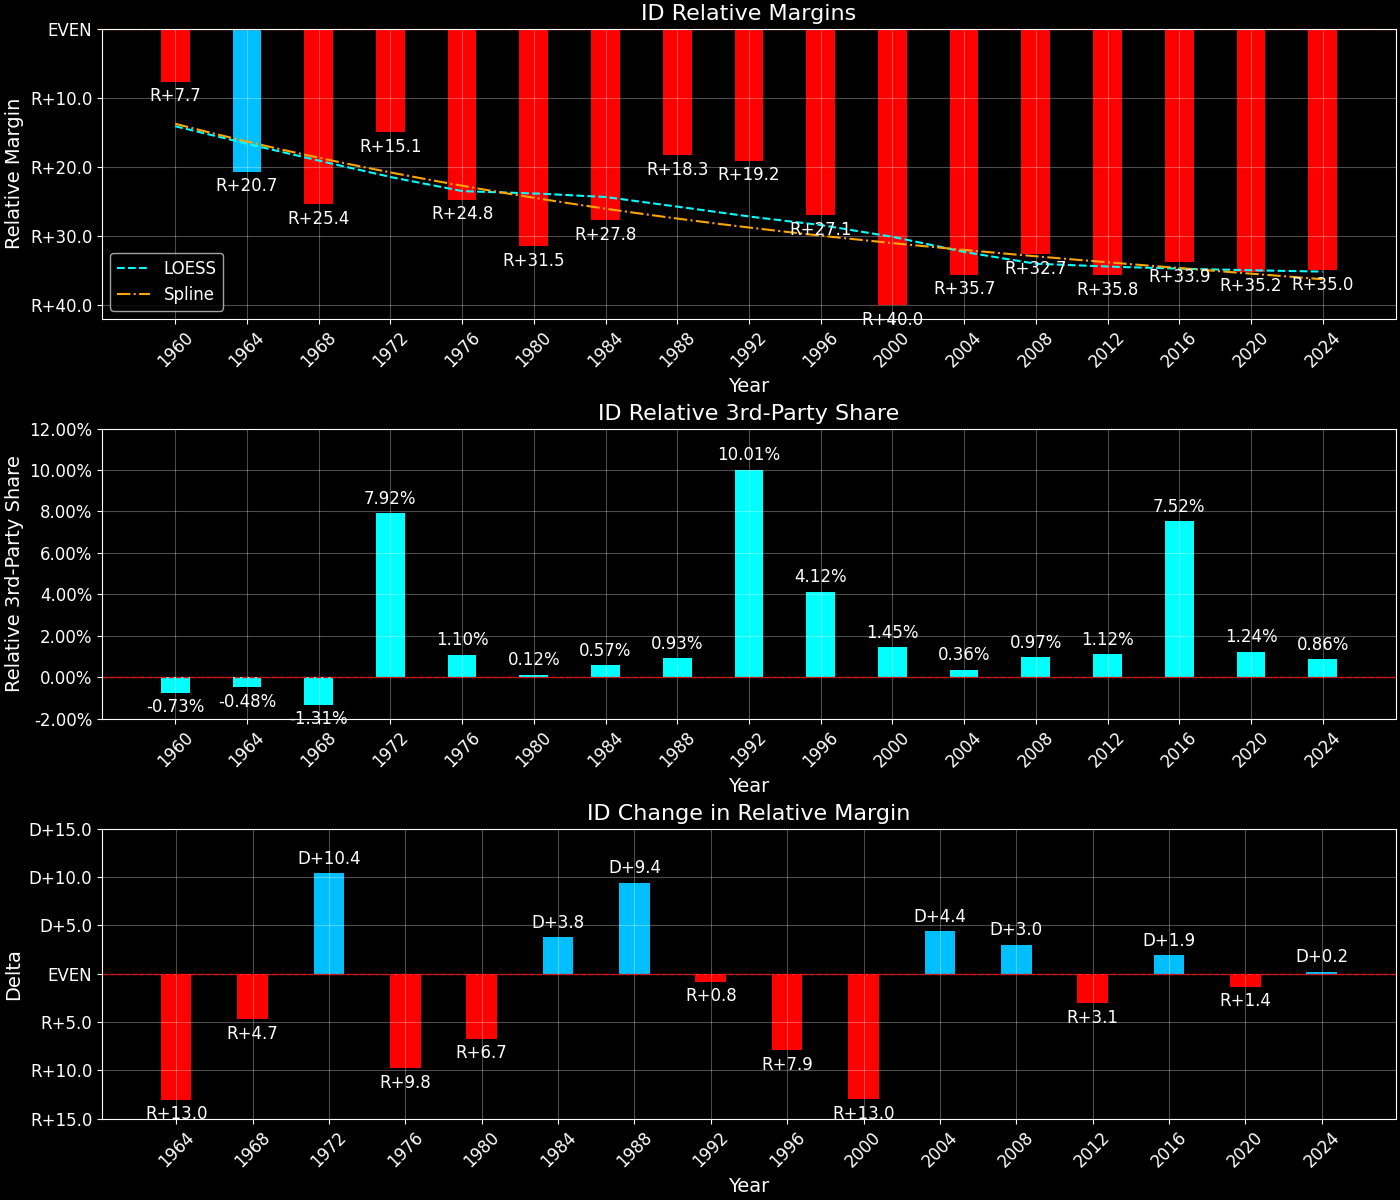 ID Relative Margins
Relative Margin
EVEN
R+10.0
R+20.0
R+30.0
R+40.0
R+7.7
R+20.7
R+25.4
R+15.1
R+24.8
R+31.5
R+27.8
R+18.3
R+19.2
R+27.1
R+40.0
R+35.7
R+32.7
R+35.8
R+33.9
R+35.2
R+35.0
LOESS
Spline
1960
1964
1968
1972
1976
1980
1984
1988
1992
1996
2000
2004
2008
2012
2016
2020
2024
Year
ID Relative 3rd-Party Share
Relative 3rd-Party Share
12.00%
10.00%
8.00%
6.00%
4.00%
2.00%
0.00%
-2.00%
-0.73%
-0.48%
-1.31%
7.92%
1.10%
0.12%
0.57%
0.93%
10.01%
4.12%
1.45%
0.36%
0.97%
1.12%
7.52%
1.24%
0.86%
1960
1964
1968
1972
1976
1980
1984
1988
1992
1996
2000
2004
2008
2012
2016
2020
2024
Year
ID Change in Relative Margin
Delta
D+15.0
D+10.0
D+5.0
EVEN
R+5.0
R+10.0
R+15.0
R+13.0
R+4.7
D+10.4
R+9.8
R+6.7
D+3.8
D+9.4
R+0.8
R+7.9
R+13.0
D+4.4
D+3.0
R+3.1
D+1.9
R+1.4
D+0.2
1964
1968
1972
1976
1980
1984
1988
1992
1996
2000
2004
2008
2012
2016
2020
2024
Year